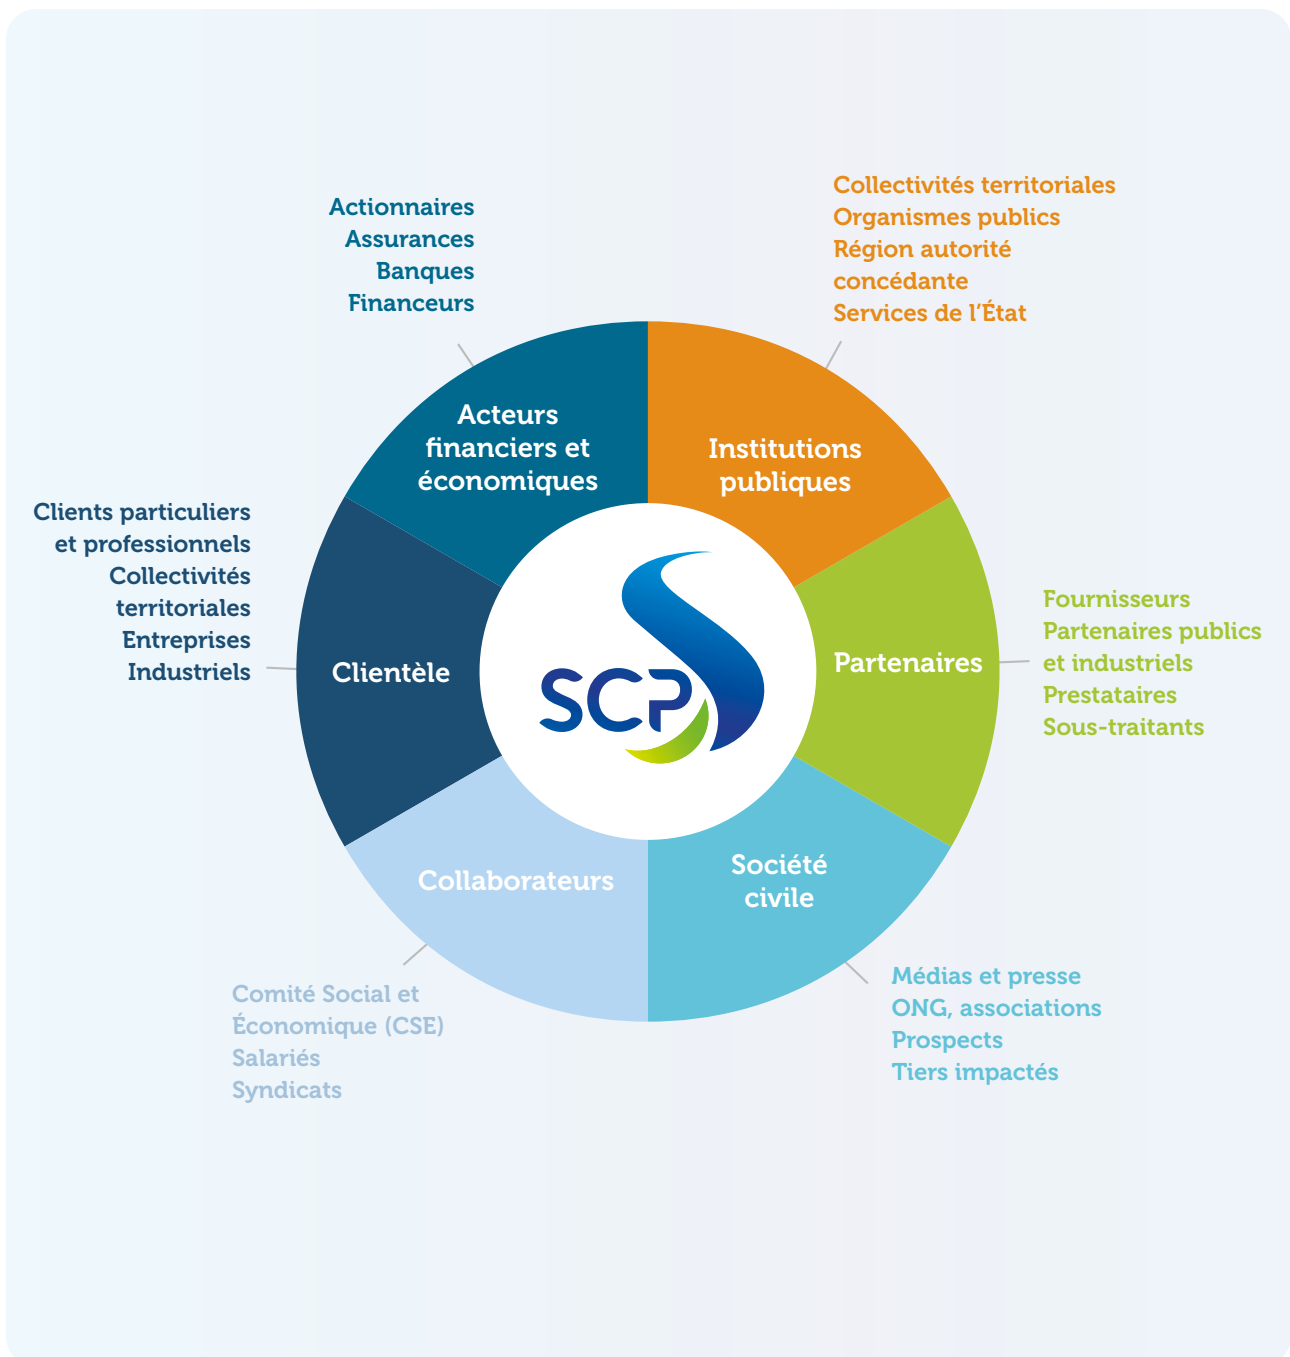 Actionnaires
Assurances
Banques
Financeurs
Collectivités territoriales
Organismes publics
Région autorité
concédante
Services de l’État
Acteurs
financiers et
économiques
Institutions
publiques
Clients particuliers
et professionnels
Collectivités
territoriales
Entreprises
Industriels
Clientèle
SCP
Partenaires
Fournisseurs
Partenaires publics
et industriels
Prestataires
Sous-traitants
Collaborateurs
Société
civile
Comité Social et
Économique (CSE)
Salariés
Syndicats
Médias et presse
ONG, associations
Prospects
Tiers impactés